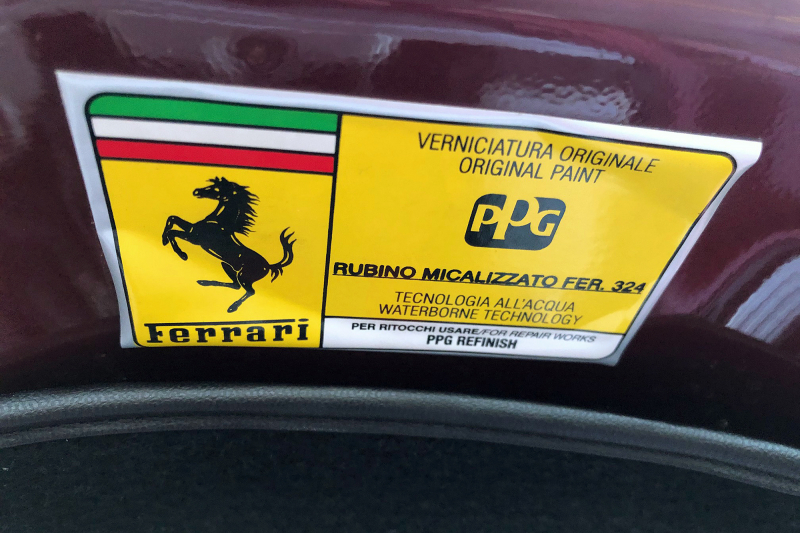 VERNICIATURA ORIGINALE
ORIGINAL PAINT
PPG
RUBINO MICALIZZATO FER. 324
TECNOLOGIA ALL'ACQUA
WATERBORNE TECHNOLOGY
Ferrari
PER RITOCCHI USARE/FOR REPAIR WORKS
PPG REFINISH